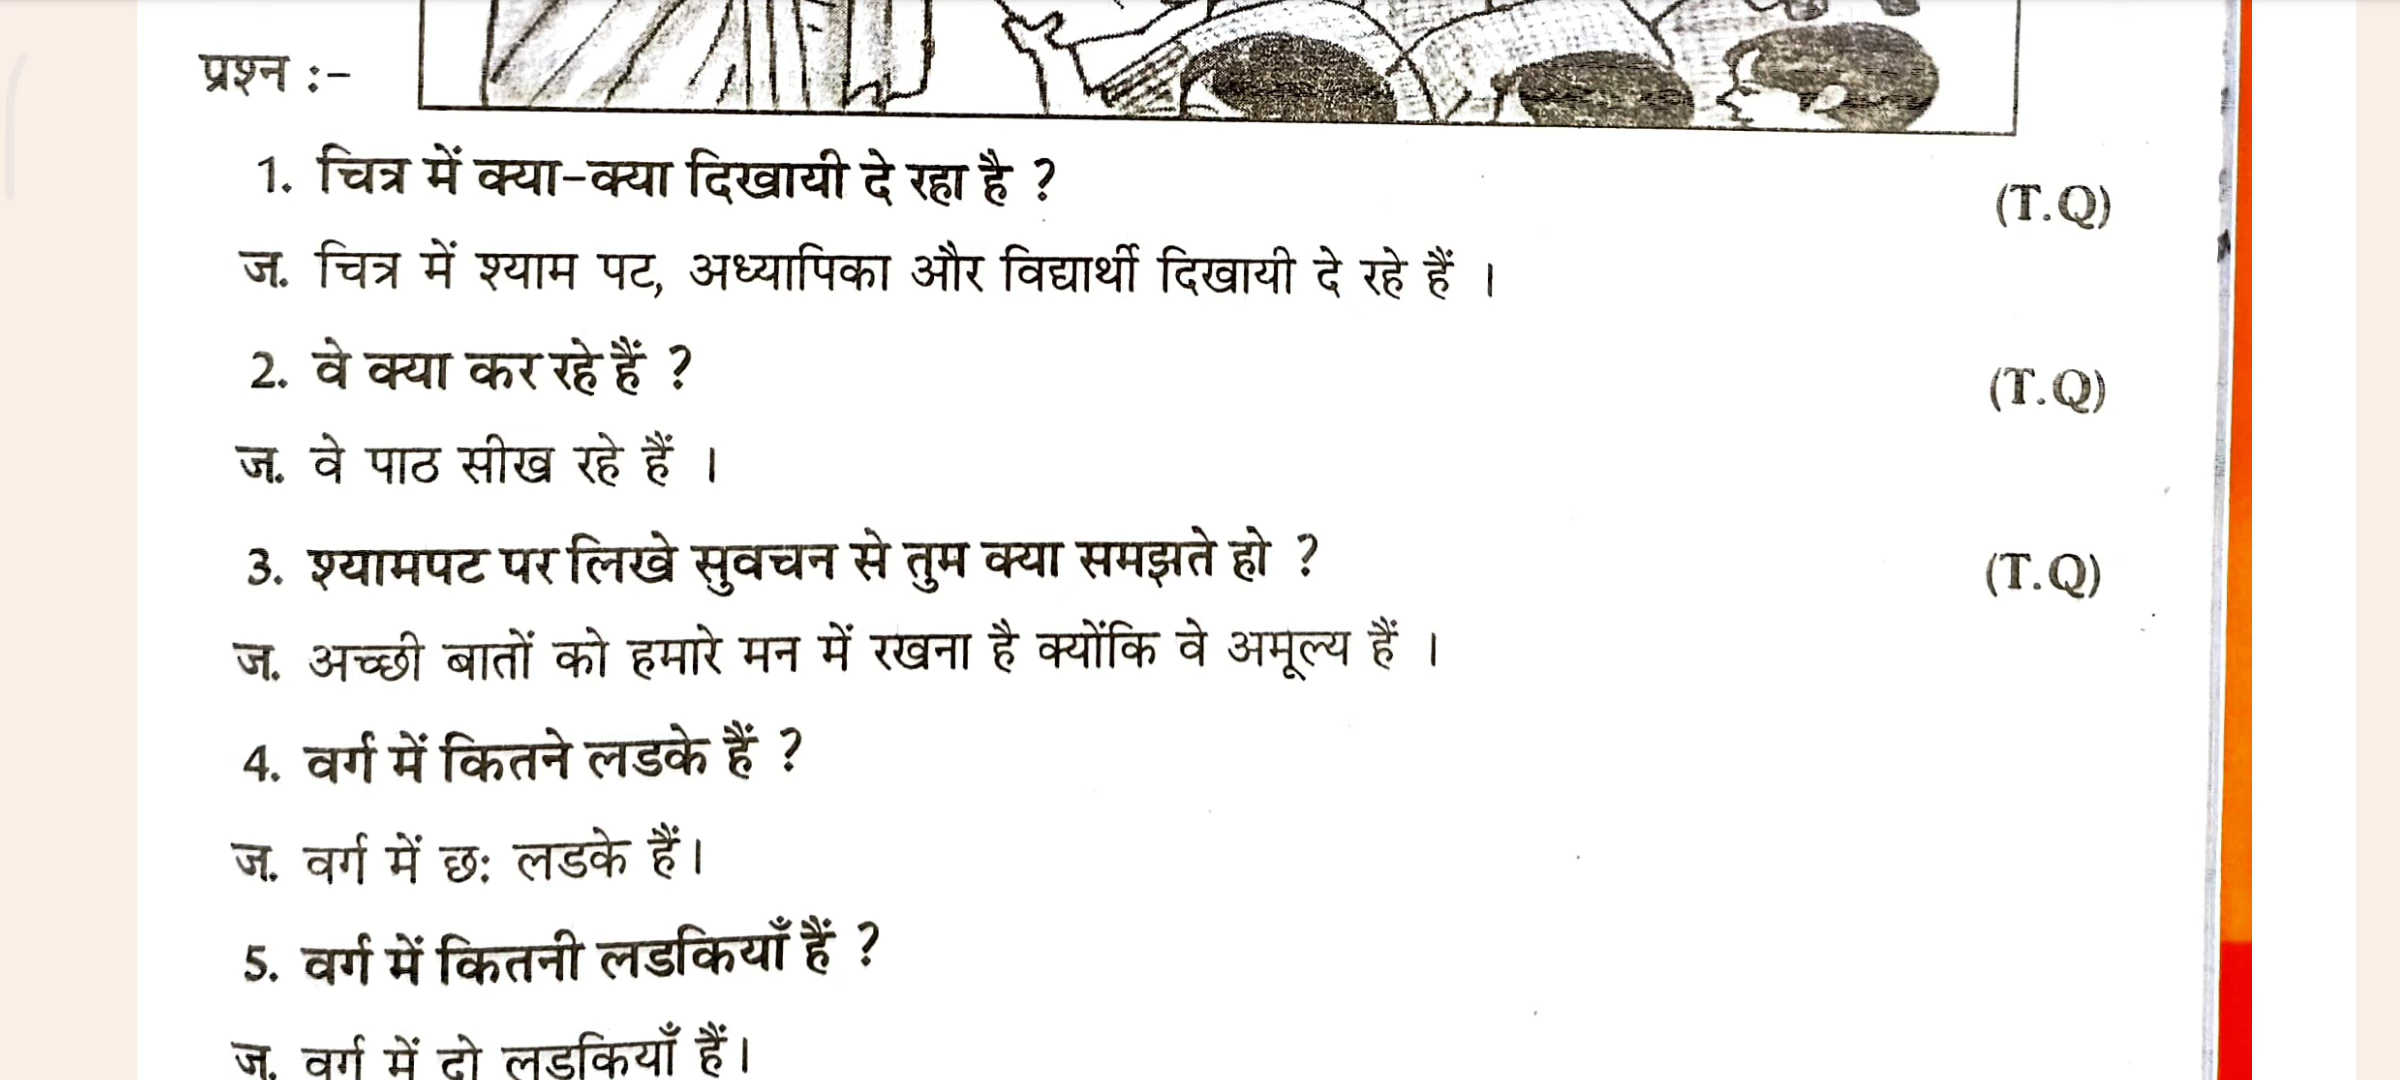 प्रश्न :-
1. चित्र में क्या-क्या दिखायी दे रहा है ?
(T.Q)
ज. चित्र में श्याम पट, अध्यापिका और विद्यार्थी दिखायी दे रहे हैं ।
2. वे क्या कर रहे हैं ?
(T.Q)
ज. वे पाठ सीख रहे हैं ।
3. श्यामपट पर लिखे सुवचन से तुम क्या समझते हो ?
(T.Q)
ज. अच्छी बातों को हमारे मन में रखना है क्योंकि वे अमूल्य हैं ।
4. वर्ग में कितने लडके हैं ?
ज. वर्ग में छः लडके हैं।
5. वर्ग में कितनी लडकियाँ हैं ?
ज. वर्ग में दो लडकियाँ हैं।